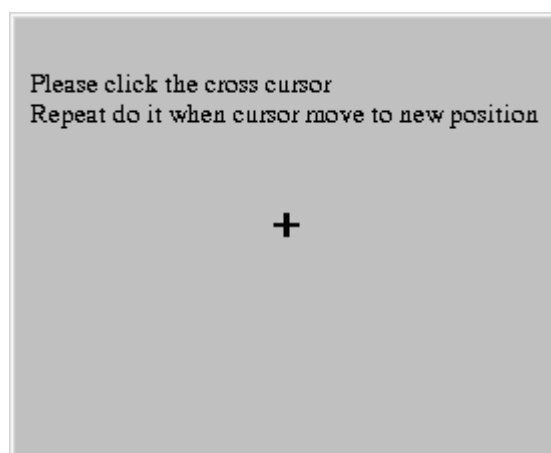 Please click the cross cursor
Repeat do it when cursor move to new position